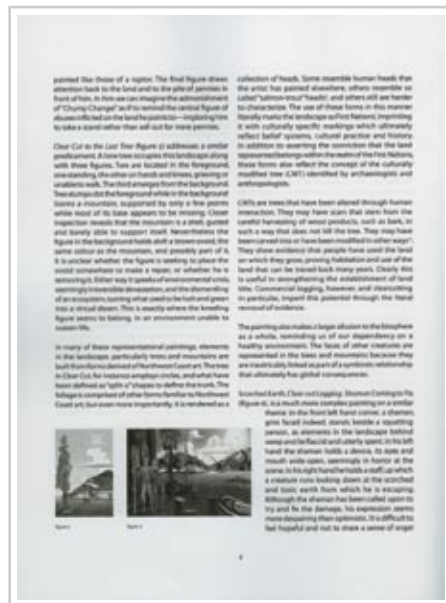 painted like those of a raptor. The final figure draws
attention back to the land and to the pile of pennies in
front of him. In him we can imagine the admonishment
of "Chump Change!" as if to remind the central figure of
abuses inflicted on the land he points to—imploring him
to take a stand rather than sell out for mere pennies.
Clear Cut to the Last Tree (figure 5) addresses a similar
predicament. A lone tree occupies this landscape along
with three figures. Two are located in the foreground,
one standing, the other on hands and knees, grieving or
unable to walk. The third emerges from the background.
Tree stumps dot the foreground while in the background
looms a mountain, supported by only a few points
while most of its base appears to be missing. Closer
inspection reveals that the mountain is a shell, gutted
and barely able to support itself. Nevertheless the
figure in the background holds aloft a brown ovoid, the
same colour as the mountain, and possibly part of it.
It is unclear whether the figure is seeking to place the
ovoid somewhere to make a repair, or whether he is
removing it. Either way it speaks of environmental crisis,
seemingly irreversible devastation, and the dismantling
of an ecosystem, turning what used to be lush and green
into a virtual desert. This is exactly where the kneeling
figure seems to belong, in an environment unable to
sustain life.
In many of these representational paintings, elements
in the landscape, particularly trees and mountains are
built from forms derived of Northwest Coast art. The tree
in Clear Cut, for instance employs circles, and what have
been defined as "split u" shapes to define the trunk. The
foliage is comprised of other forms familiar to Northwest
Coast art, but even more importantly, it is rendered as a
collection of heads. Some resemble human heads that
the artist has painted elsewhere, others resemble so
called "salmon-trout" heads, and others still are harder
to characterize. The use of these forms in this manner
literally marks the landscape as First Nations, imprinting
it with culturally specific markings which ultimately
reflect belief systems, cultural practice and history.
In addition to asserting the conviction that the land
represented belongs within the realm of the First Nations,
these forms also reflect the concept of the culturally
modified tree (CMT) identified by archaeologists and
anthropologists.
CMTs are trees that have been altered through human
interaction. They may have scars that stem from the
careful harvesting of wood products, such as bark, in
such a way that does not kill the tree. They may have
been carved into or have been modified in other ways.
They show evidence that people have used the land
on which they grow, proving habitation and use of the
land that can be traced back many years. Clearly this
is useful in strengthening the establishment of land
title. Commercial logging, however, and clearcutting
in particular, imperil this potential through the literal
removal of evidence.
The painting also makes a larger allusion to the biosphere
as a whole, reminding us of our dependency on a
healthy environment. The faces of other creatures are
represented in the trees and mountains because they
are inextricably linked as part of a symbiotic relationship
that ultimately has global consequences.
Scorched Earth, Clear-cut Logging, Shaman Coming to Fix
(figure 6), is a much more complex painting on a similar
theme. In the front left hand corner, a shaman,
grim faced indeed, stands beside a squatting
person, as elements in the landscape behind
weep and be flaccid and utterly spent. In his left
hand the shaman holds a device, its eyes and
mouth wide open, seemingly in horror at the
scene. In his right hand he holds a staff, up which
a creature runs looking down at the scorched
and toxic earth from which he is escaping.
Although the shaman has been called upon to
try and fix the damage, his expression seems
more despairing than optimistic. It is difficult to
feel hopeful and not to share a sense of anger
figure 5
figure 6